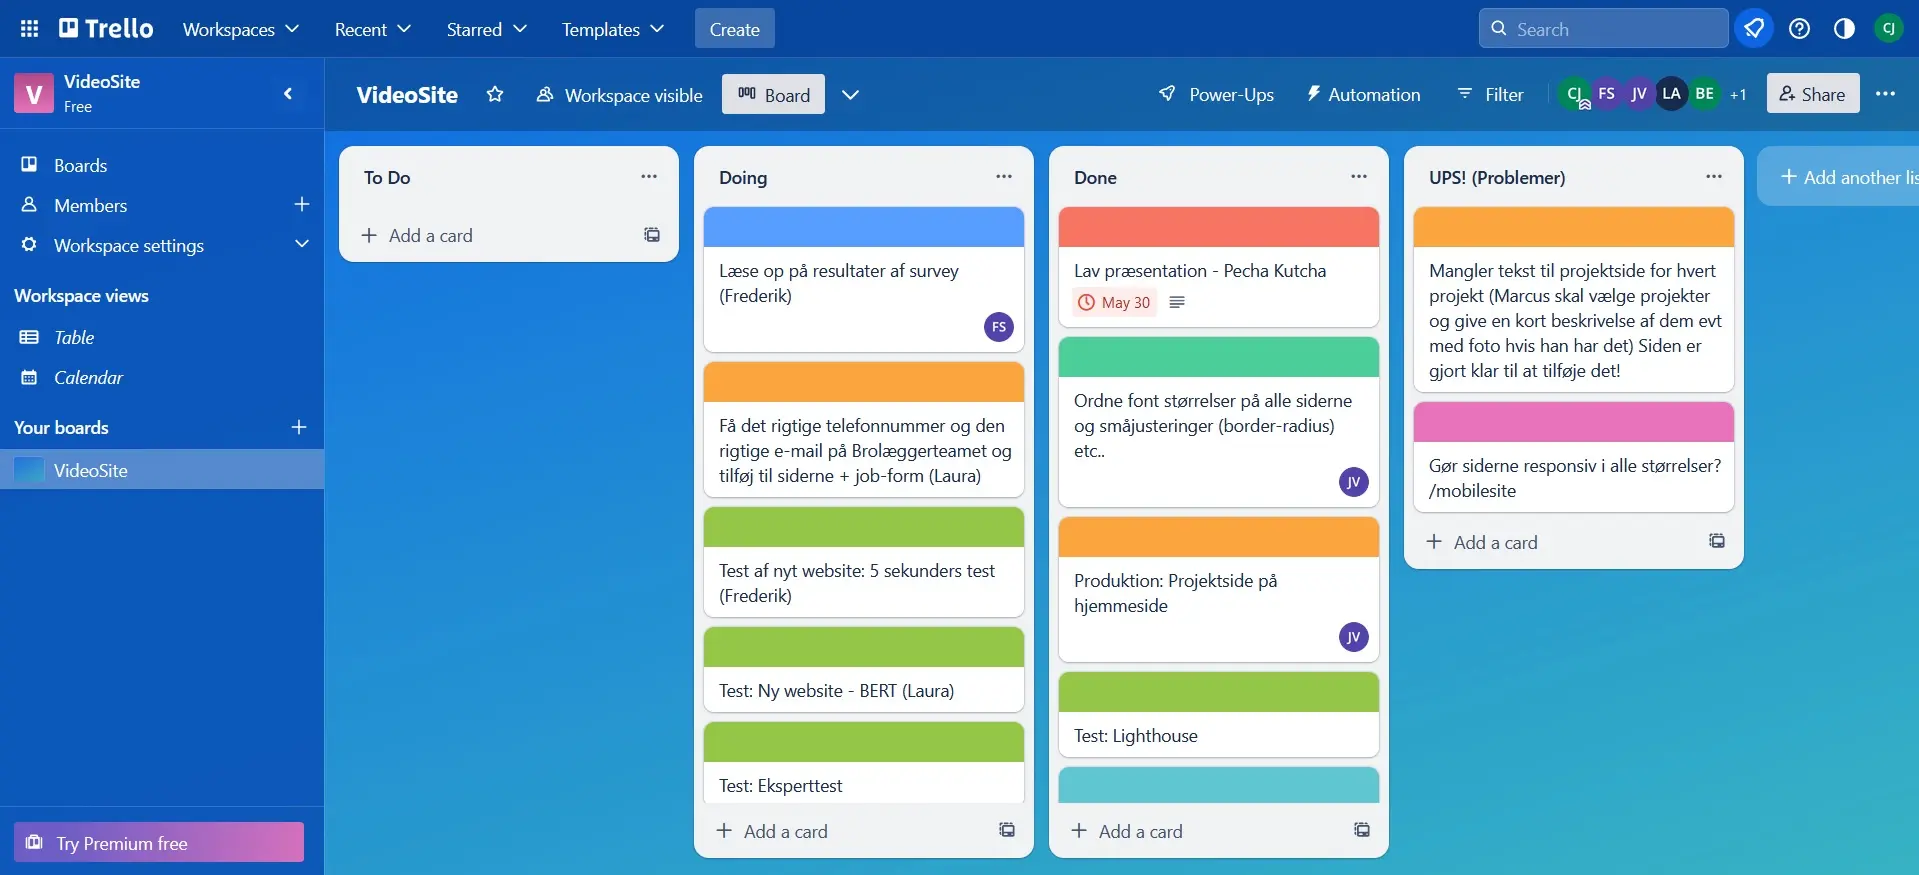 Trello
Workspaces
Recent
Starred
Templates
Create
Search
CJ
V
VideoSite
Free
VideoSite
Workspace visible
Board
Power-Ups
Automation
Filter
CJ
FS
JV
LA
BE
+1
Share
Boards
Members
Workspace settings
Workspace views
Table
Calendar
Your boards
VideoSite
Try Premium free
To Do
Add a card
Doing
Læse op på resultater af survey
(Frederik)
FS
Få det rigtige telefonnummer og den
rigtige e-mail på Brolæggerteamet og
tilføj til siderne + job-form (Laura)
Test af nyt website: 5 sekunders test
(Frederik)
Test: Ny website - BERT (Laura)
Test: Eksperttest
Add a card
Done
Lav præsentation - Pecha Kutcha
May 30
Ordne font størrelser på alle siderne
og småjusteringer (border-radius)
etc..
JV
Produktion: Projektside på
hjemmeside
JV
Test: Lighthouse
Add a card
UPS! (Problemer)
Mangler tekst til projektside for hvert
projekt (Marcus skal vælge projekter
og give en kort beskrivelse af dem evt
med foto hvis han har det) Siden er
gjort klar til at tilføje det!
Gør siderne responsiv i alle størrelser?
/mobilesite
Add a card
Add another lis